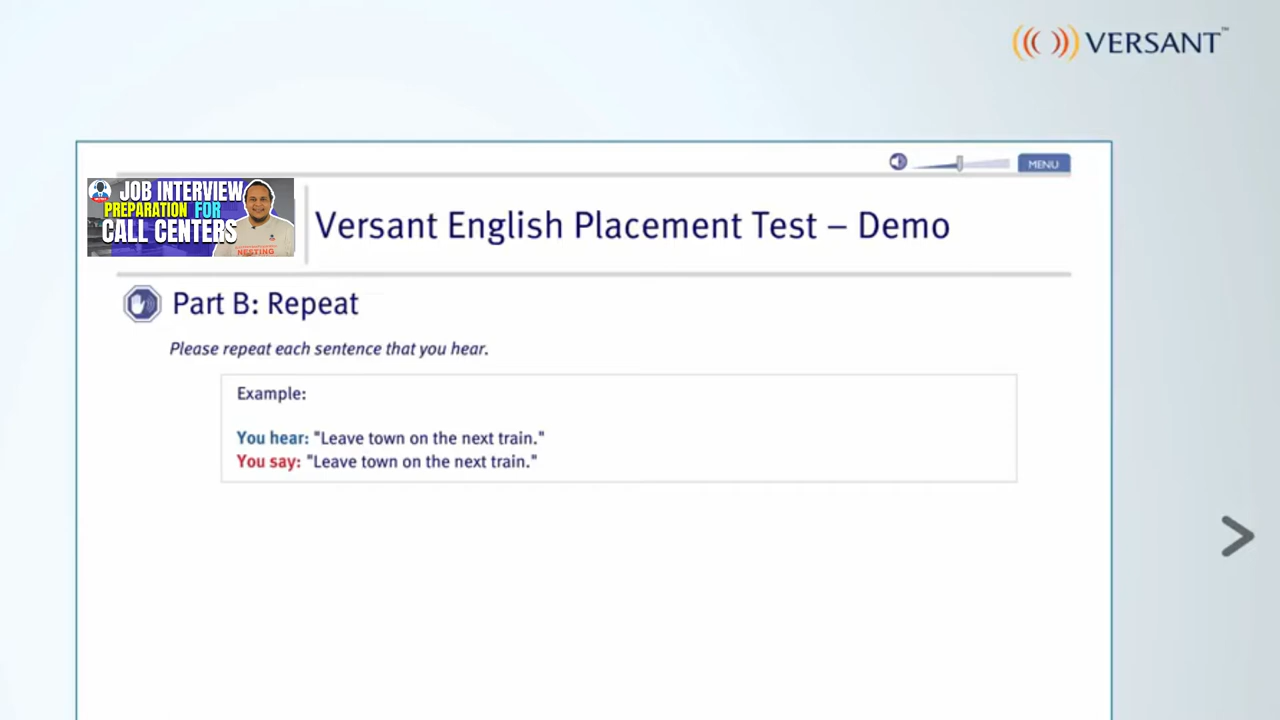 VERSANT™
MENU
JOB INTERVIEW
PREPARATION FOR
CALL CENTERS
NESTING
Versant English Placement Test – Demo
Part B: Repeat
Please repeat each sentence that you hear.
Example:
You hear: "Leave town on the next train."
You say: "Leave town on the next train."